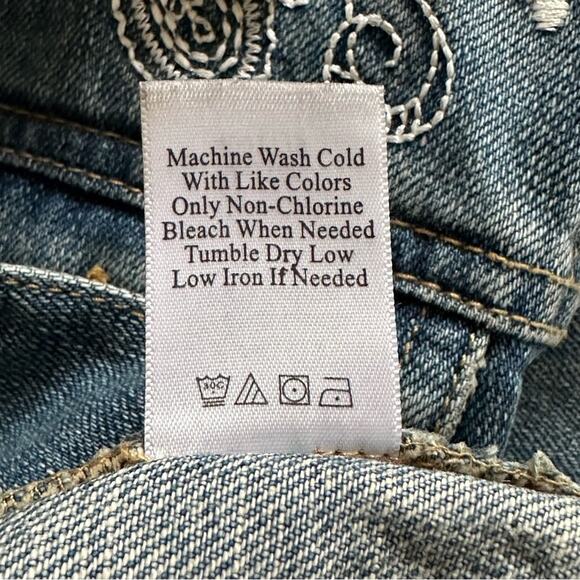 Machine Wash Cold
With Like Colors
Only Non-Chlorine
Bleach When Needed
Tumble Dry Low
Low Iron If Needed
30C